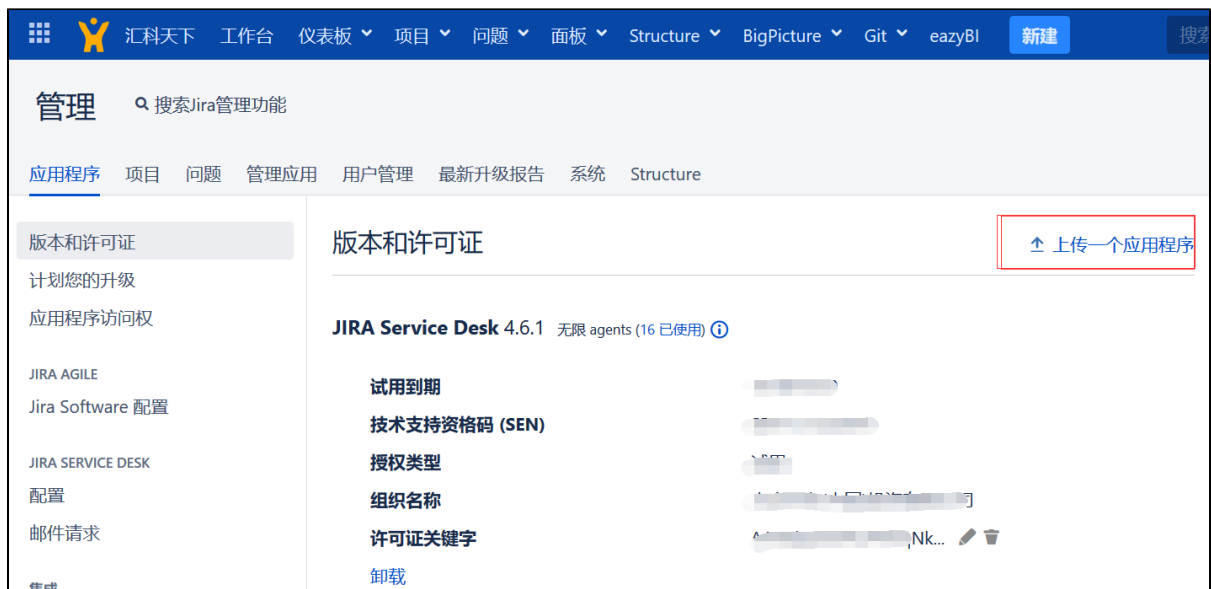 汇科天下 工作台 仪表板 项目 问题 面板 Structure BigPicture Git eazyBI 新建 搜索
管理 搜索Jira管理功能
应用程序 项目 问题 管理应用 用户管理 最新升级报告 系统 Structure
版本和许可证
计划您的升级
应用程序访问权
JIRA AGILE
Jira Software 配置
JIRA SERVICE DESK
配置
邮件请求
集成
版本和许可证 上传一个应用程序
JIRA Service Desk 4.6.1 无限 agents (16 已使用)
试用到期
技术支持资格码 (SEN)
授权类型
组织名称
许可证关键字 qNk...
卸载